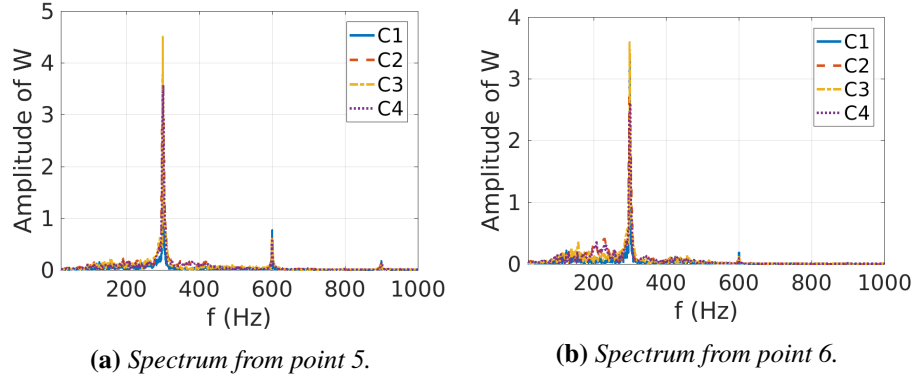 5
4
3
2
1
0
Amplitude of W
C1
C2
C3
C4
200 400 600 800 1000
f (Hz)
(a) Spectrum from point 5.
4
3
2
1
0
Amplitude of W
C1
C2
C3
C4
200 400 600 800 1000
f (Hz)
(b) Spectrum from point 6.